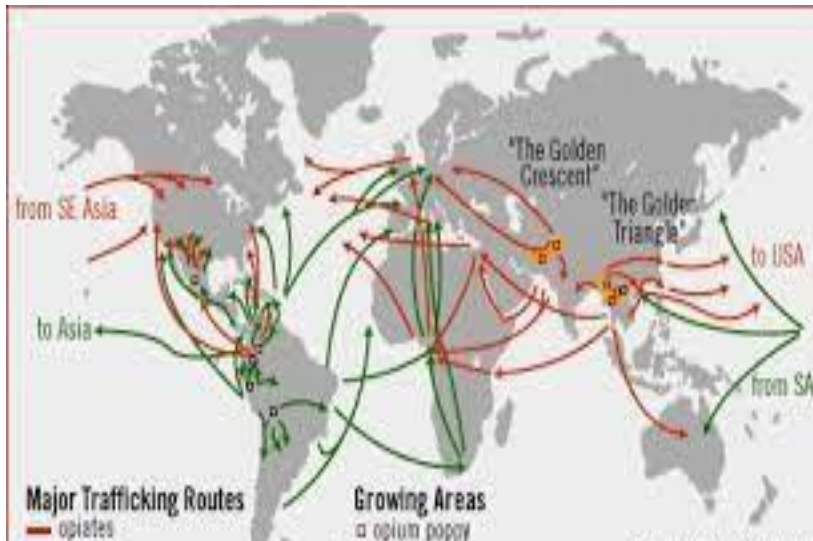 "The Golden
Crescent"
"The Golden
Triangle"
from SE Asia
to USA
to Asia
from SA
Major Trafficking Routes
opiates
Growing Areas
opium poppy